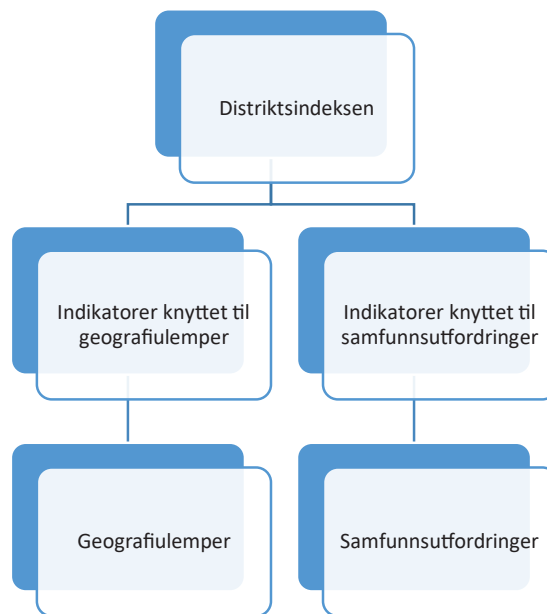 Distriktsindeksen
Indikatorer knyttet til
geografiulemper
Indikatorer knyttet til
samfunnsutfordringer
Geografiulemper
Samfunnsutfordringer